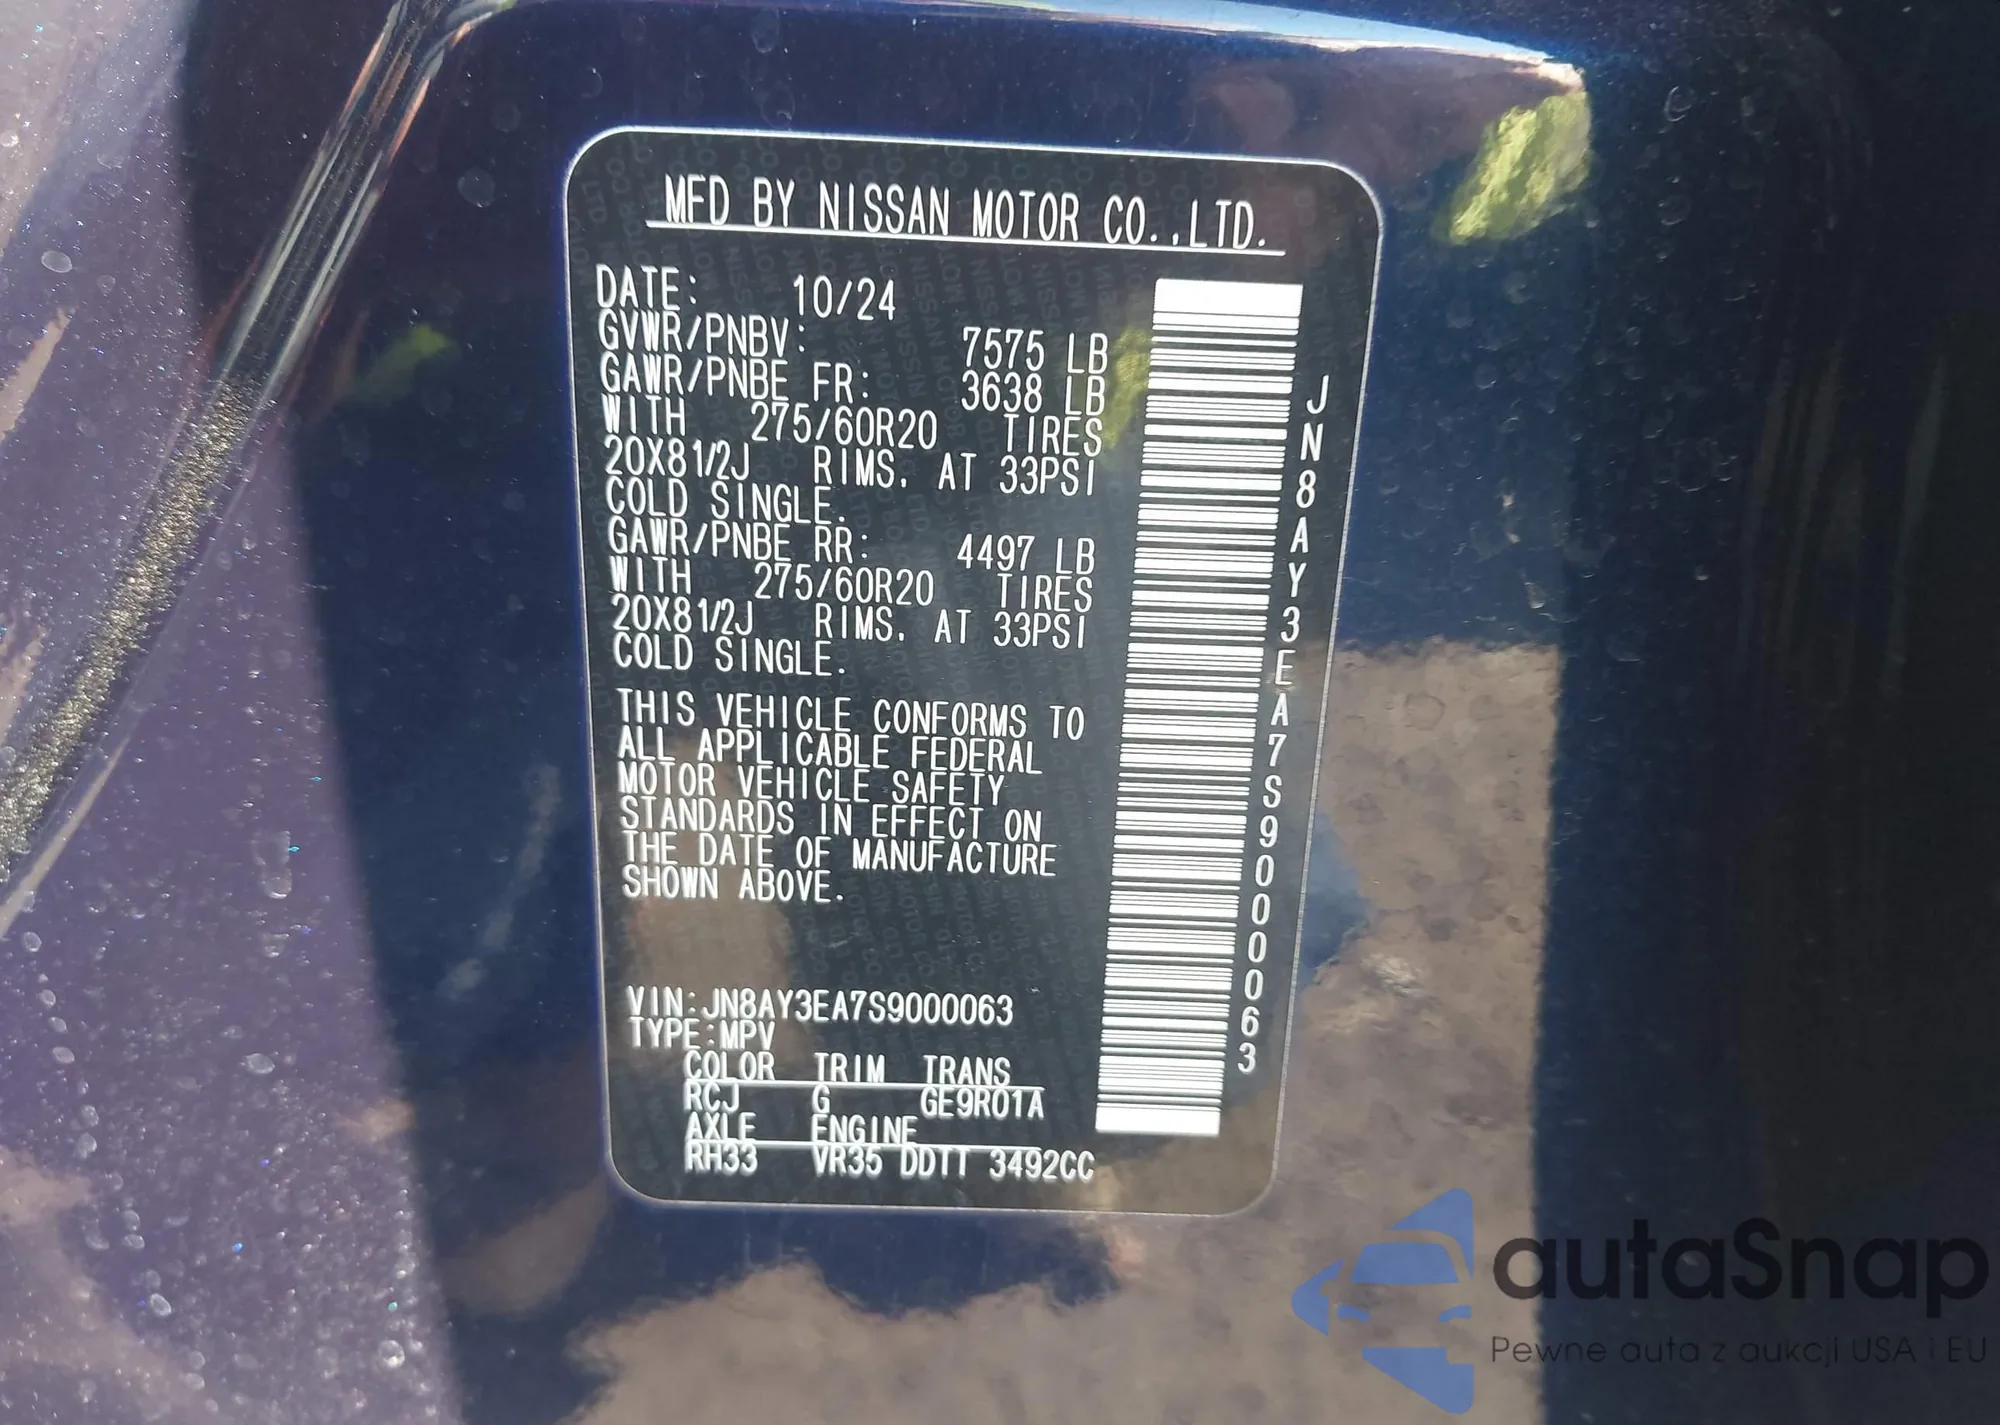 MFD BY NISSAN MOTOR CO.,LTD.
DATE: 10/24
GVWR/PNBV: 7575 LB
GAWR/PNBE FR: 3638 LB
WITH 275/60R20 TIRES
20X81/2J RIMS. AT 33PSI
COLD SINGLE.
GAWR/PNBE RR: 4497 LB
WITH 275/60R20 TIRES
20X81/2J RIMS. AT 33PSI
COLD SINGLE.
THIS VEHICLE CONFORMS TO
ALL APPLICABLE FEDERAL
MOTOR VEHICLE SAFETY
STANDARDS IN EFFECT ON
THE DATE OF MANUFACTURE
SHOWN ABOVE.
VIN:JN8AY3EA7S9000063
TYPE:MPV
COLOR TRIM TRANS
RCJ G GE9R01A
AXLE ENGINE
RH33 VR35 DDTT 3492CC
JN8AY3EA7S9000063
autaSnap
Pewne auta z aukcji USA i EU